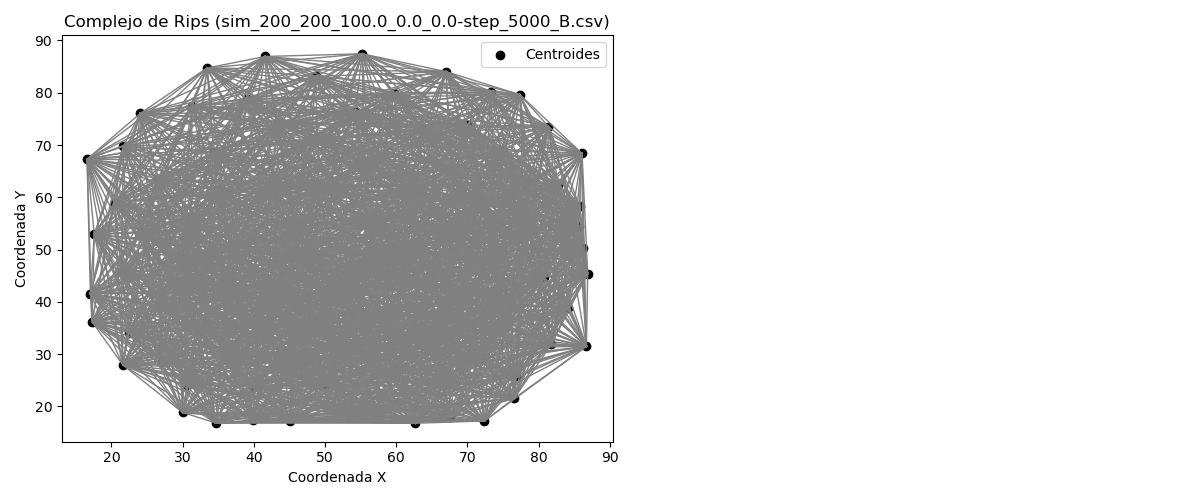 Complejo de Rips (sim_200_200_100.0_0.0_0.0-step_5000_B.csv)
Centroides
Coordenada Y
90
80
70
60
50
40
30
20
20 30 40 50 60 70 80 90
Coordenada X